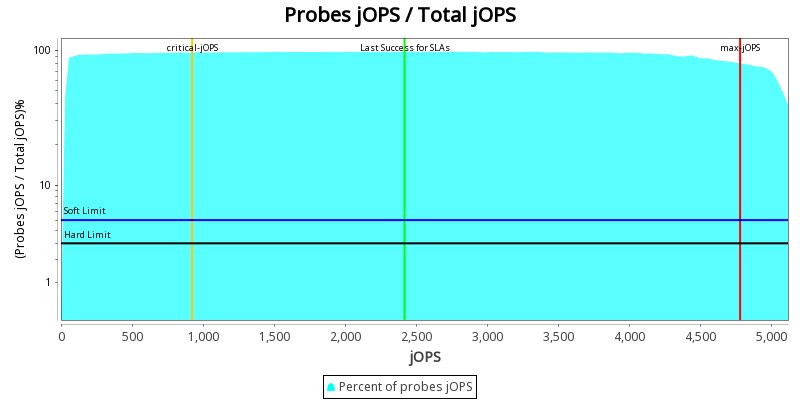 Probes jOPS / Total jOPS
(Probes jOPS / Total jOPS)%
100
10
1
critical-jOPS
Last Success for SLAs
max-jOPS
Soft Limit
Hard Limit
0
500
1,000
1,500
2,000
2,500
3,000
3,500
4,000
4,500
5,000
jOPS
Percent of probes jOPS